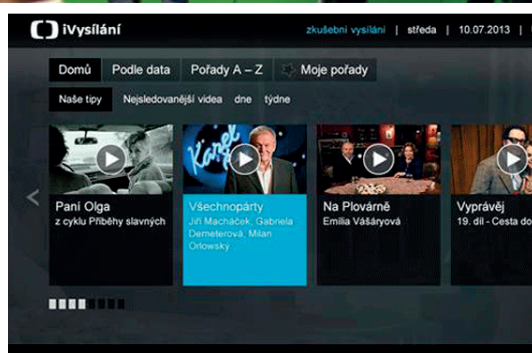 iVysílání
zkušební vysílání | středa | 10.07.2013 |
Domů Podle data Pořady A – Z Moje pořady
Naše tipy Nejsledovanější videa dne týdne
Karel
Paní Olga
z cyklu Příběhy slavných
Všechnopárty
Jiří Macháček, Gabriela
Demeterová, Milan
Orlowský
Na Plovárně
Emília Vášáryová
Vyprávěj
19. díl - Cesta do